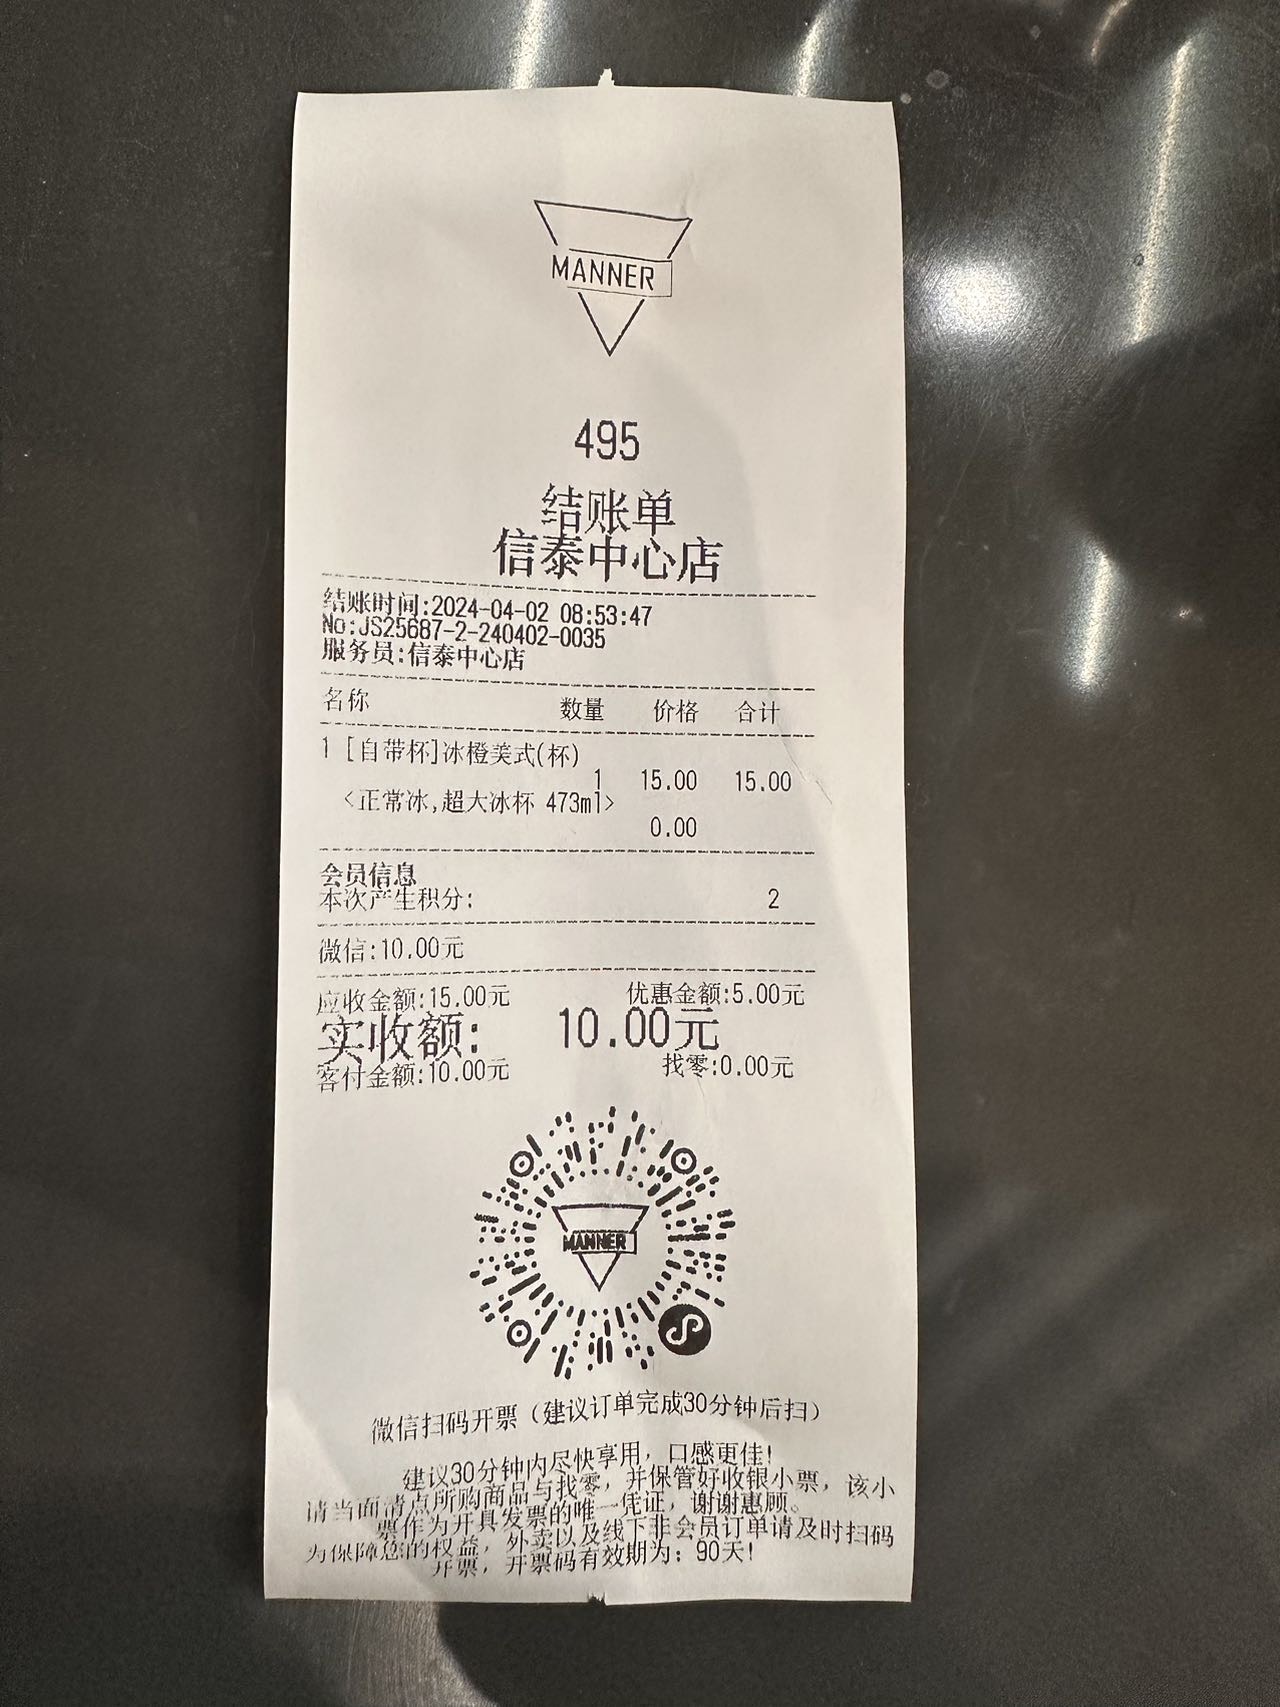 MANNER
495
结账单
信泰中心店
结账时间:2024-04-02 08:53:47
No:JS25687-2-240402-0035
服务员:信泰中心店
名称 数量 价格 合计
1 [自带杯]冰橙美式(杯)
1 15.00 15.00
<正常冰,超大冰杯 473ml>
0.00
会员信息
本次产生积分: 2
微信:10.00元
应收金额:15.00元 优惠金额:5.00元
实收额: 10.00元
客付金额:10.00元 找零:0.00元
MANNER
微信扫码开票（建议订单完成30分钟后扫）
建议30分钟内尽快享用，口感更佳!
请当面清点所购商品与找零，并保管好收银小票，该小
票作为开具发票的唯一凭证，谢谢惠顾。
为保障您的权益，外卖以及线下非会员订单请及时扫码
开票，开票码有效期为：90天!